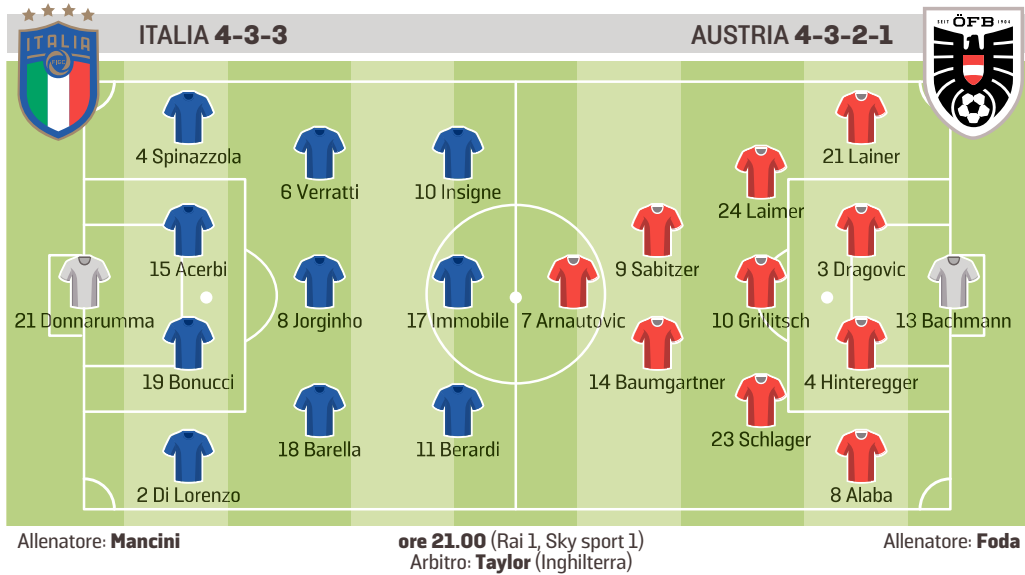 ITALIA 4-3-3
AUSTRIA 4-3-2-1
ITALIA
FIGC
SEIT ÖFB 1904
4 Spinazzola
6 Verratti
10 Insigne
21 Lainer
24 Laimer
15 Acerbi
9 Sabitzer
3 Dragovic
21 Donnarumma
8 Jorginho
17 Immobile
7 Arnautovic
10 Grillitsch
13 Bachmann
19 Bonucci
14 Baumgartner
4 Hinteregger
18 Barella
11 Berardi
23 Schlager
2 Di Lorenzo
8 Alaba
Allenatore: Mancini
ore 21.00 (Rai 1, Sky sport 1)
Allenatore: Foda
Arbitro: Taylor (Inghilterra)